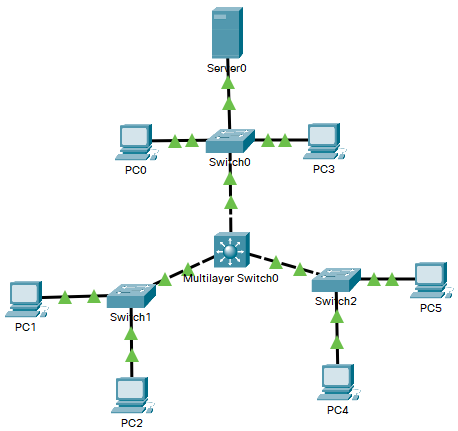 Server0
PC0
Switch0
PC3
Multilayer Switch0
PC1
Switch1
Switch2
PC5
PC2
PC4